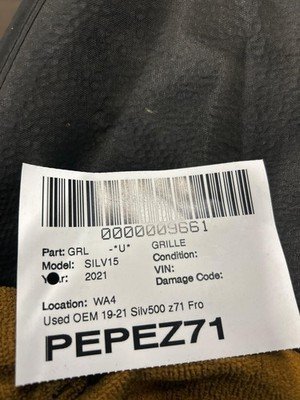 0000009661
Part: GRL -*U* GRILLE
Model: SILV15 Condition:
Year: 2021 VIN:
Damage Code:
Location: WA4
Used OEM 19-21 Silv500 z71 Fro
PEPEZ71